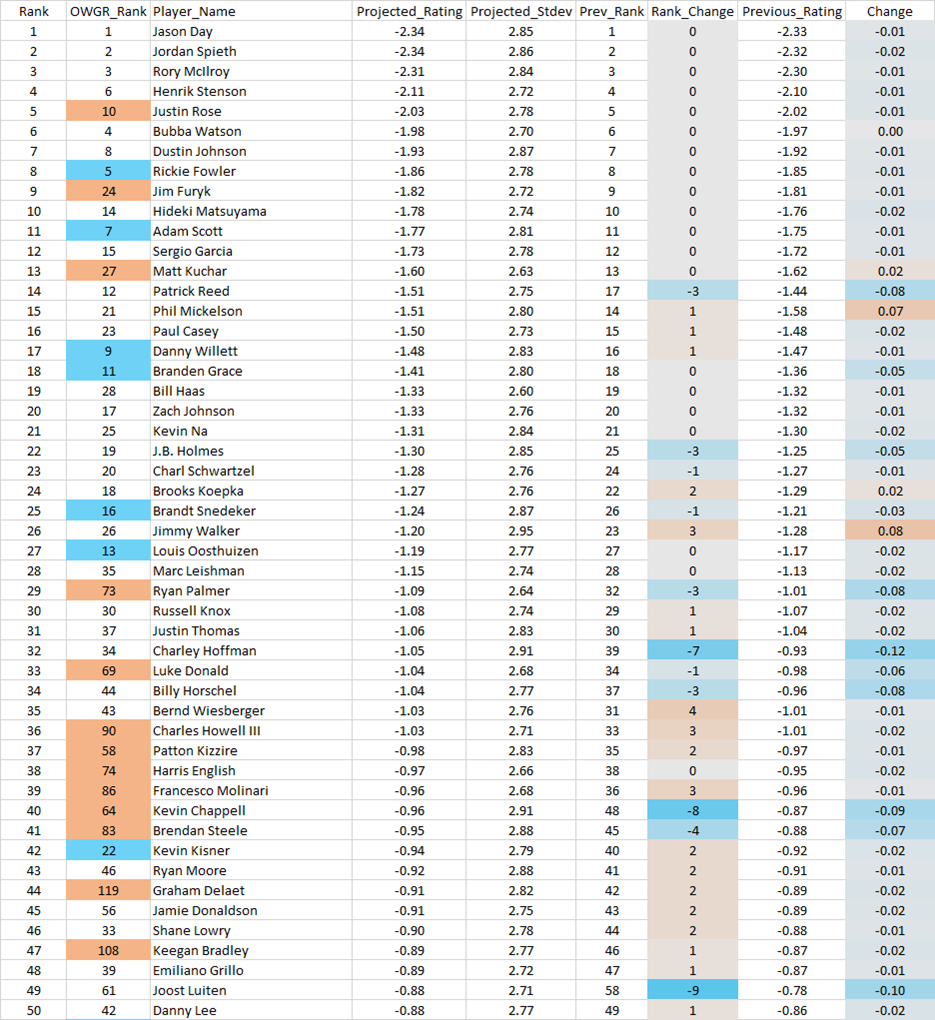 Rank OWGR_Rank Player_Name Projected_Rating Projected_Stdev Prev_Rank Rank_Change Previous_Rating Change
1 1 Jason Day -2.34 2.85 1 0 -2.33 -0.01
2 2 Jordan Spieth -2.34 2.86 2 0 -2.32 -0.02
3 3 Rory McIlroy -2.31 2.84 3 0 -2.30 -0.01
4 6 Henrik Stenson -2.11 2.72 4 0 -2.10 -0.01
5 10 Justin Rose -2.03 2.78 5 0 -2.02 -0.01
6 4 Bubba Watson -1.98 2.70 6 0 -1.97 0.00
7 8 Dustin Johnson -1.93 2.87 7 0 -1.92 -0.01
8 5 Rickie Fowler -1.86 2.78 8 0 -1.85 -0.01
9 24 Jim Furyk -1.82 2.72 9 0 -1.81 -0.01
10 14 Hideki Matsuyama -1.78 2.74 10 0 -1.76 -0.02
11 7 Adam Scott -1.77 2.81 11 0 -1.75 -0.01
12 15 Sergio Garcia -1.73 2.78 12 0 -1.72 -0.01
13 27 Matt Kuchar -1.60 2.63 13 0 -1.62 0.02
14 12 Patrick Reed -1.51 2.75 17 -3 -1.44 -0.08
15 21 Phil Mickelson -1.51 2.80 14 1 -1.58 0.07
16 23 Paul Casey -1.50 2.73 15 1 -1.48 -0.02
17 9 Danny Willett -1.48 2.83 16 1 -1.47 -0.01
18 11 Branden Grace -1.41 2.80 18 0 -1.36 -0.05
19 28 Bill Haas -1.33 2.60 19 0 -1.32 -0.01
20 17 Zach Johnson -1.33 2.76 20 0 -1.32 -0.01
21 25 Kevin Na -1.31 2.84 21 0 -1.30 -0.02
22 19 J.B. Holmes -1.30 2.85 25 -3 -1.25 -0.05
23 20 Charl Schwartzel -1.28 2.76 24 -1 -1.27 -0.01
24 18 Brooks Koepka -1.27 2.76 22 2 -1.29 0.02
25 16 Brandt Snedeker -1.24 2.87 26 -1 -1.21 -0.03
26 26 Jimmy Walker -1.20 2.95 23 3 -1.28 0.08
27 13 Louis Oosthuizen -1.19 2.77 27 0 -1.17 -0.02
28 35 Marc Leishman -1.15 2.74 28 0 -1.13 -0.02
29 73 Ryan Palmer -1.09 2.64 32 -3 -1.01 -0.08
30 30 Russell Knox -1.08 2.74 29 1 -1.07 -0.02
31 37 Justin Thomas -1.06 2.83 30 1 -1.04 -0.02
32 34 Charley Hoffman -1.05 2.91 39 -7 -0.93 -0.12
33 69 Luke Donald -1.04 2.68 34 -1 -0.98 -0.06
34 44 Billy Horschel -1.04 2.77 37 -3 -0.96 -0.08
35 43 Bernd Wiesberger -1.03 2.76 31 4 -1.01 -0.01
36 90 Charles Howell III -1.03 2.71 33 3 -1.01 -0.02
37 58 Patton Kizzire -0.98 2.83 35 2 -0.97 -0.01
38 74 Harris English -0.97 2.66 38 0 -0.95 -0.02
39 86 Francesco Molinari -0.96 2.68 36 3 -0.96 -0.01
40 64 Kevin Chappell -0.96 2.91 48 -8 -0.87 -0.09
41 83 Brendan Steele -0.95 2.88 45 -4 -0.88 -0.07
42 22 Kevin Kisner -0.94 2.79 40 2 -0.92 -0.02
43 46 Ryan Moore -0.92 2.88 41 2 -0.91 -0.01
44 119 Graham Delaet -0.91 2.82 42 2 -0.89 -0.02
45 56 Jamie Donaldson -0.91 2.75 43 2 -0.89 -0.02
46 33 Shane Lowry -0.90 2.78 44 2 -0.88 -0.01
47 108 Keegan Bradley -0.89 2.77 46 1 -0.87 -0.02
48 39 Emiliano Grillo -0.89 2.72 47 1 -0.87 -0.01
49 61 Joost Luiten -0.88 2.71 58 -9 -0.78 -0.10
50 42 Danny Lee -0.88 2.77 49 1 -0.86 -0.02